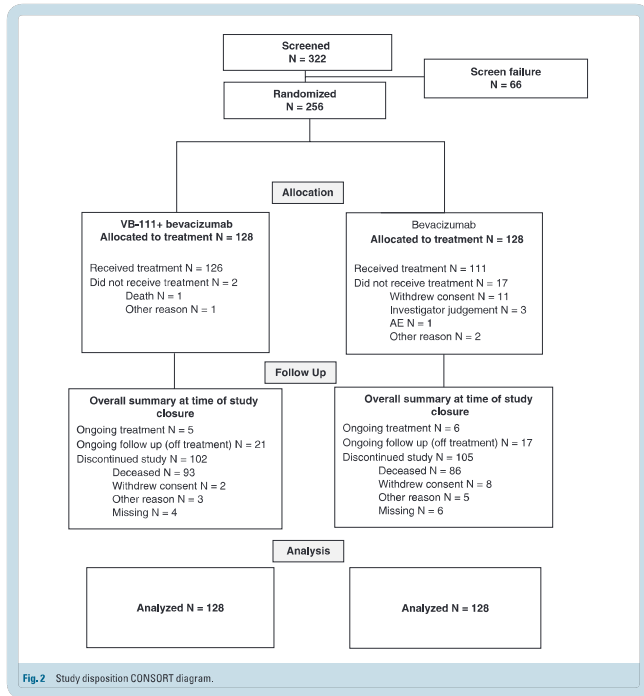 Screened
N = 322
Screen failure
N = 66
Randomized
N = 256
Allocation
VB-111+ bevacizumab
Allocated to treatment N = 128
Received treatment N = 126
Did not receive treatment N = 2
Death N = 1
Other reason N = 1
Bevacizumab
Allocated to treatment N = 128
Received treatment N = 111
Did not receive treatment N = 17
Withdrew consent N = 11
Investigator judgement N = 3
AE N = 1
Other reason N = 2
Follow Up
Overall summary at time of study
closure
Ongoing treatment N = 5
Ongoing follow up (off treatment) N = 21
Discontinued study N = 102
Deceased N = 93
Withdrew consent N = 2
Other reason N = 3
Missing N = 4
Overall summary at time of study
closure
Ongoing treatment N = 6
Ongoing follow up (off treatment) N = 17
Discontinued study N = 105
Deceased N = 86
Withdrew consent N = 8
Other reason N = 5
Missing N = 6
Analysis
Analyzed N = 128
Analyzed N = 128
Fig. 2 Study disposition CONSORT diagram.